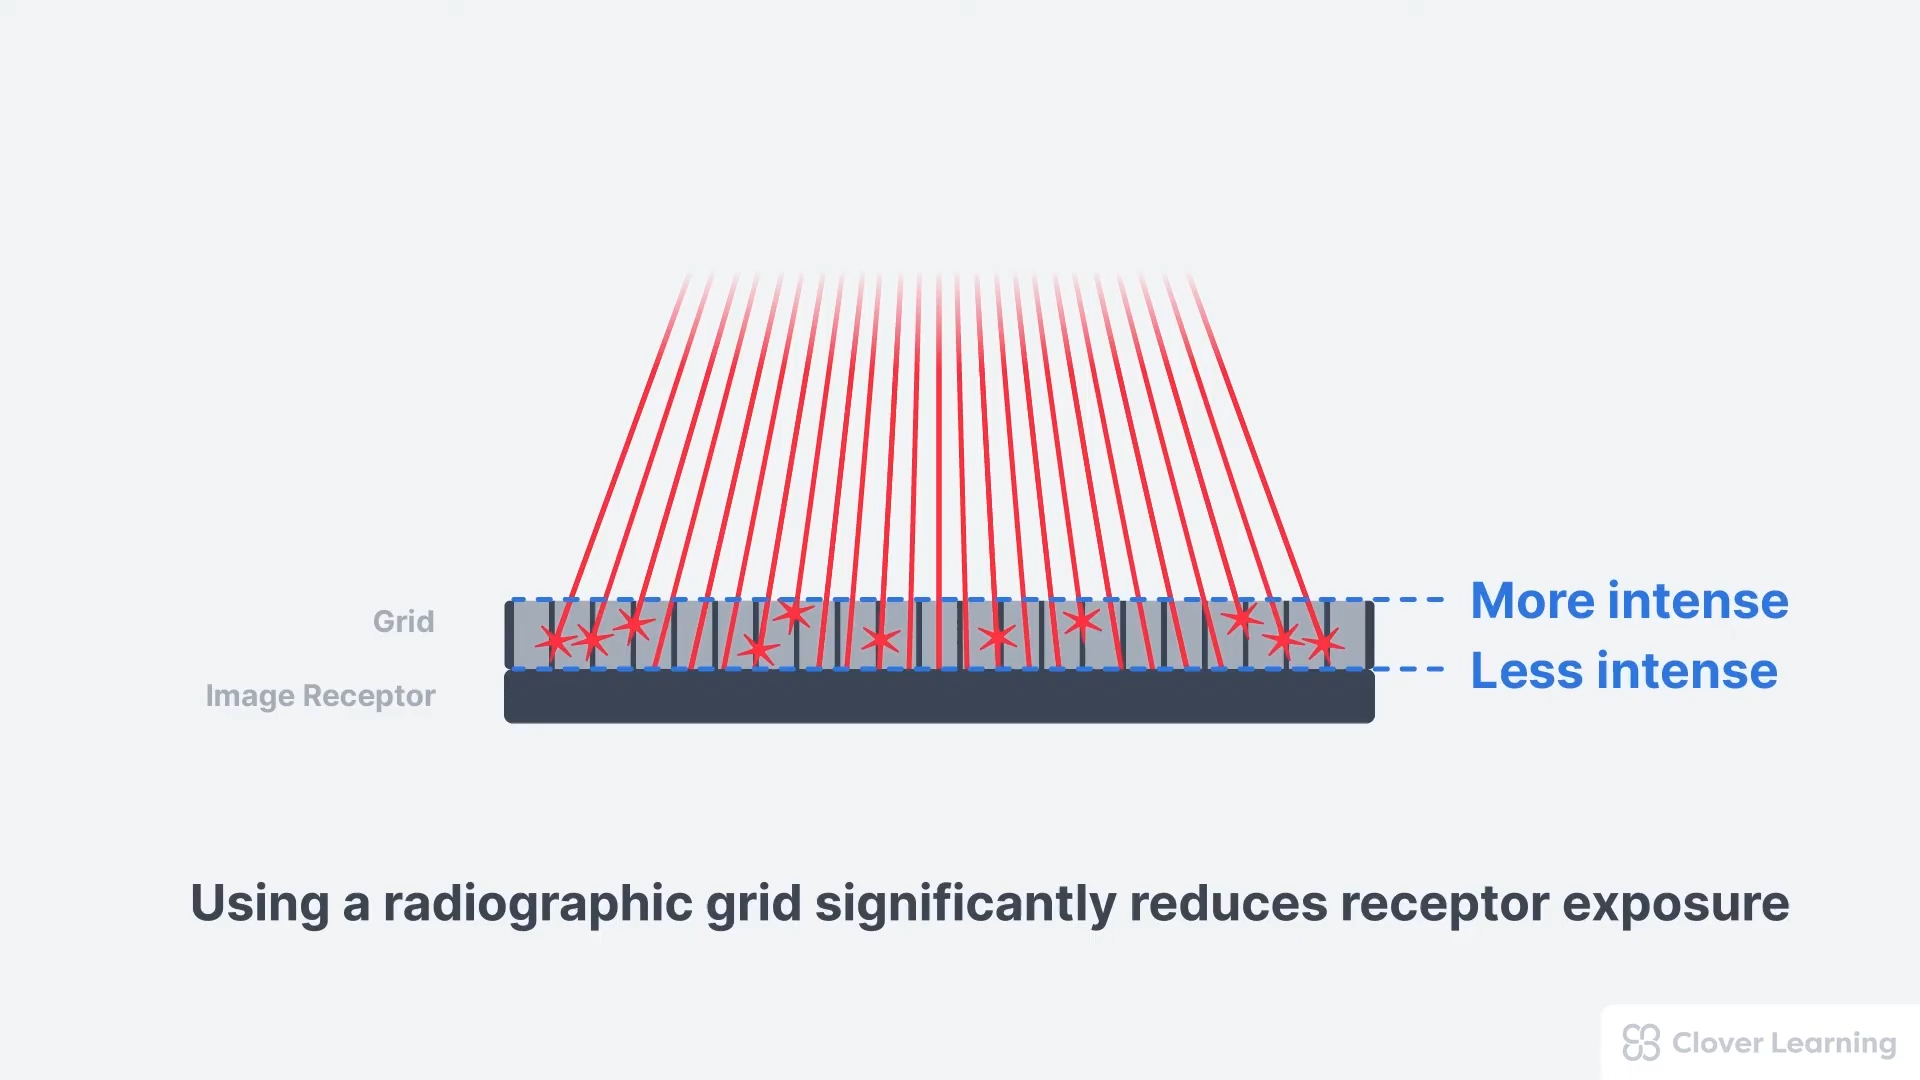 Grid
More intense
Less intense
Image Receptor
Using a radiographic grid significantly reduces receptor exposure
Clover Learning